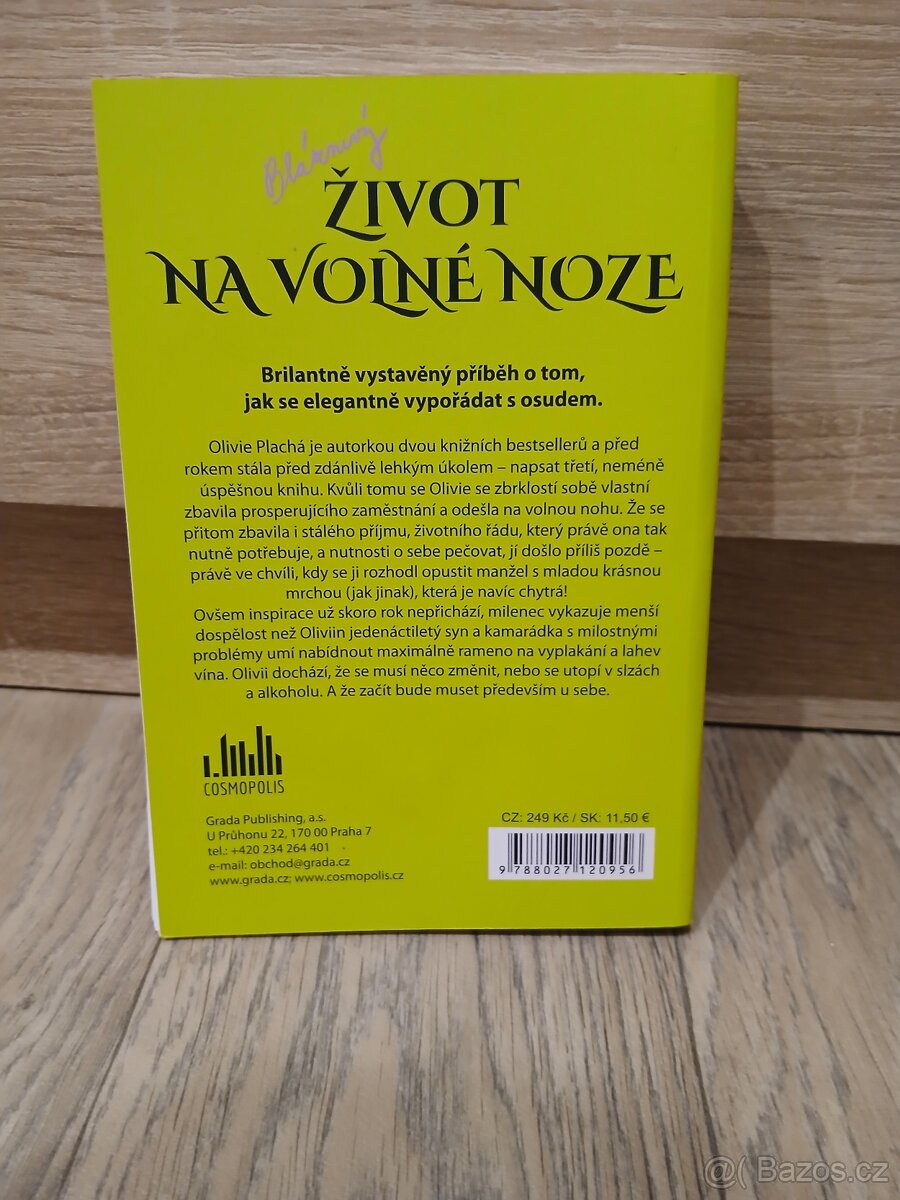 Bláznivý
ŽIVOT
NA VOLNÉ NOZE
Brilantně vystavěný příběh o tom,
jak se elegantně vypořádat s osudem.
Olivie Plachá je autorkou dvou knižních bestsellerů a před
rokem stála před zdánlivě lehkým úkolem – napsat třetí, neméně
úspěšnou knihu. Kvůli tomu se Olivie se zbrklostí sobě vlastní
zbavila prosperujícího zaměstnání a odešla na volnou nohu. Že se
přitom zbavila i stálého příjmu, životního řádu, který právě ona tak
nutně potřebuje, a nutnosti o sebe pečovat, jí došlo příliš pozdě –
právě ve chvíli, kdy se ji rozhodl opustit manžel s mladou krásnou
mrchou (jak jinak), která je navíc chytrá!
Ovšem inspirace už skoro rok nepřichází, milenec vykazuje menší
dospělost než Oliviin jedenáctiletý syn a kamarádka s milostnými
problémy umí nabídnout maximálně rameno na vyplakání a lahev
vína. Olivii dochází, že se musí něco změnit, nebo se utopí v slzách
a alkoholu. A že začít bude muset především u sebe.
COSMOPOLIS
Grada Publishing, a.s.
U Průhonu 22, 170 00 Praha 7
tel.: +420 234 264 401
e-mail: obchod@grada.cz
www.grada.cz; www.cosmopolis.cz
CZ: 249 Kč / SK: 11,50 €
9 788027 120956
@( Bazos.cz